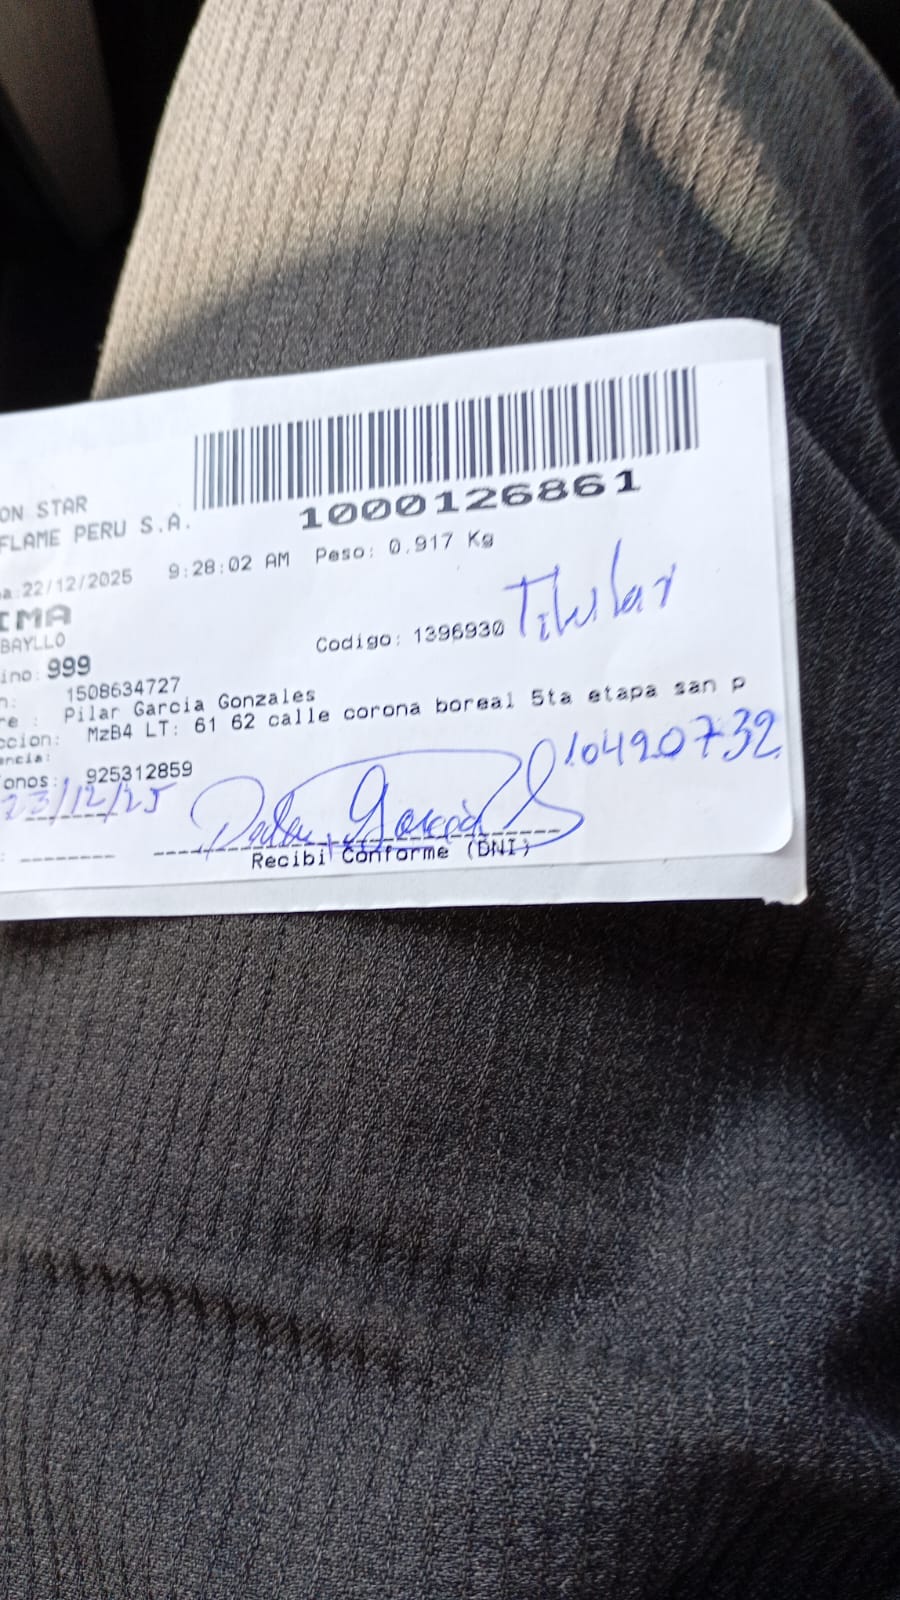 1000126861
ON STAR
FLAME PERU S.A.
a:22/12/2025 9:28:02 AM Peso: 0.917 Kg
IMA
BAYLLO
Codigo: 1396930 Titular
ino: 999
n: 1508634727
re : Pilar Garcia Gonzales
ccion: MzB4 LT: 61 62 calle corona boreal 5ta etapa san p
encia:
onos: 925312859
23/12/25
10490732
Recibi Conforme (DNI)